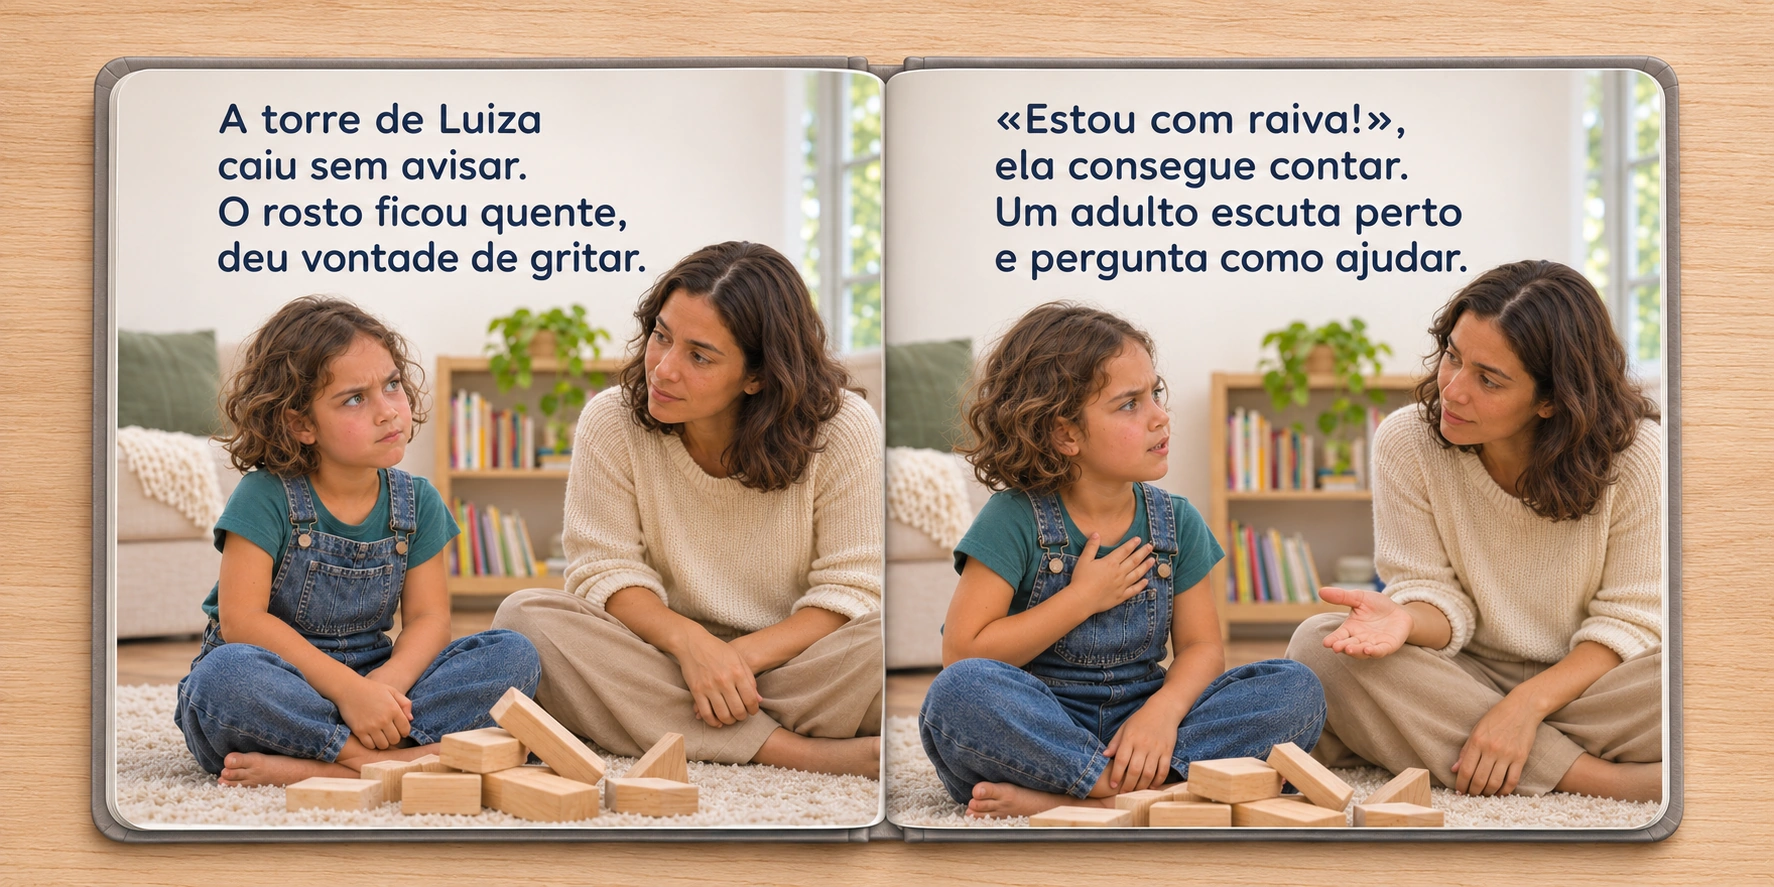 A torre de Luiza
caiu sem avisar.
O rosto ficou quente,
deu vontade de gritar.
«Estou com raiva!»,
ela consegue contar.
Um adulto escuta perto
e pergunta como ajudar.